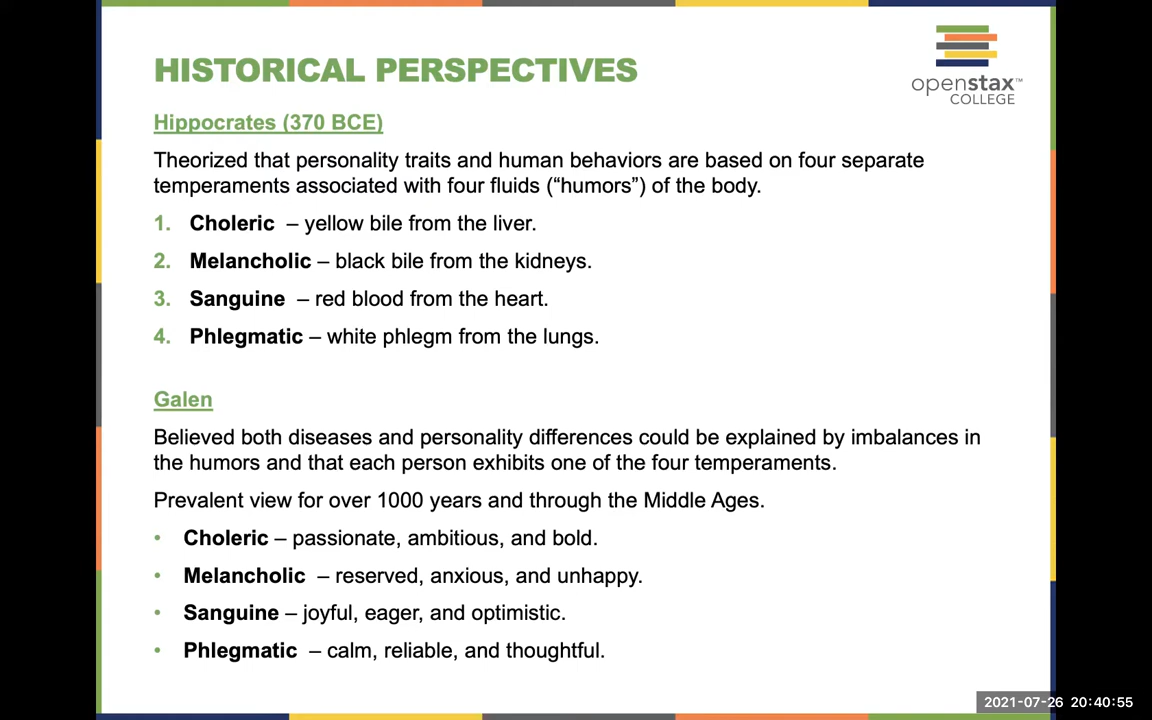 HISTORICAL PERSPECTIVES
openstax™
COLLEGE
Hippocrates (370 BCE)
Theorized that personality traits and human behaviors are based on four separate
temperaments associated with four fluids (“humors”) of the body.
1. Choleric – yellow bile from the liver.
2. Melancholic – black bile from the kidneys.
3. Sanguine – red blood from the heart.
4. Phlegmatic – white phlegm from the lungs.
Galen
Believed both diseases and personality differences could be explained by imbalances in
the humors and that each person exhibits one of the four temperaments.
Prevalent view for over 1000 years and through the Middle Ages.
• Choleric – passionate, ambitious, and bold.
• Melancholic – reserved, anxious, and unhappy.
• Sanguine – joyful, eager, and optimistic.
• Phlegmatic – calm, reliable, and thoughtful.
2021-07-26 20:40:55